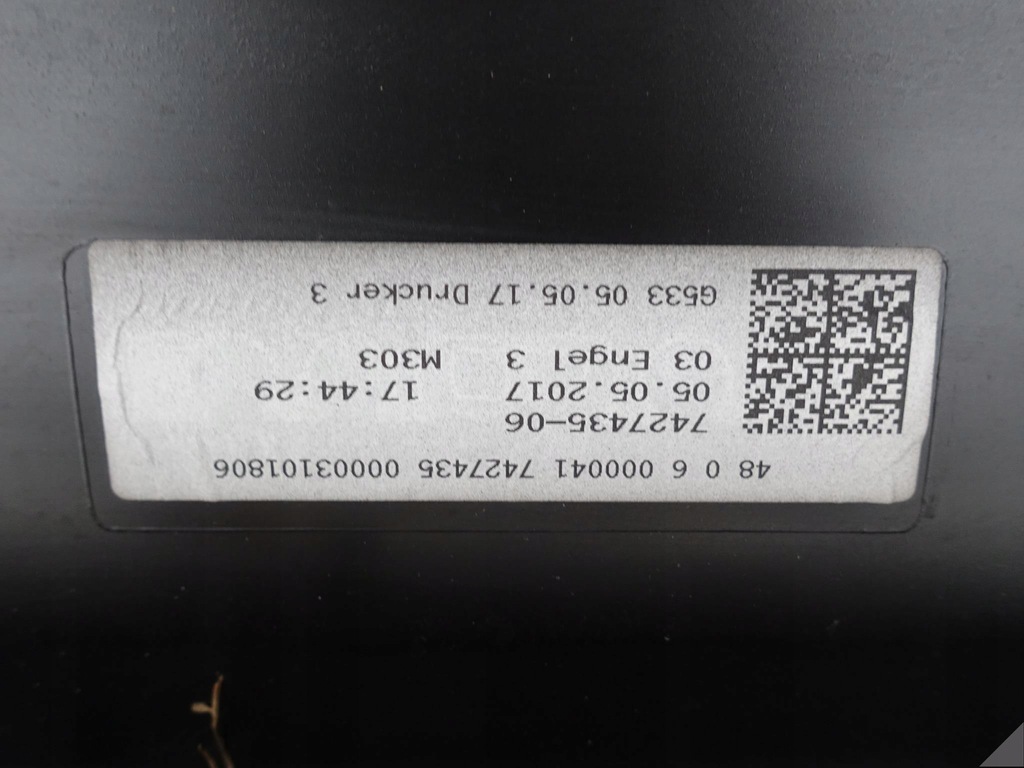 48 0 6 000041 7427435 00003101806
7427435-06
05.05.2017 17:44:29
03 Engel 3 M303
G533 05.05.17 Drucker 3